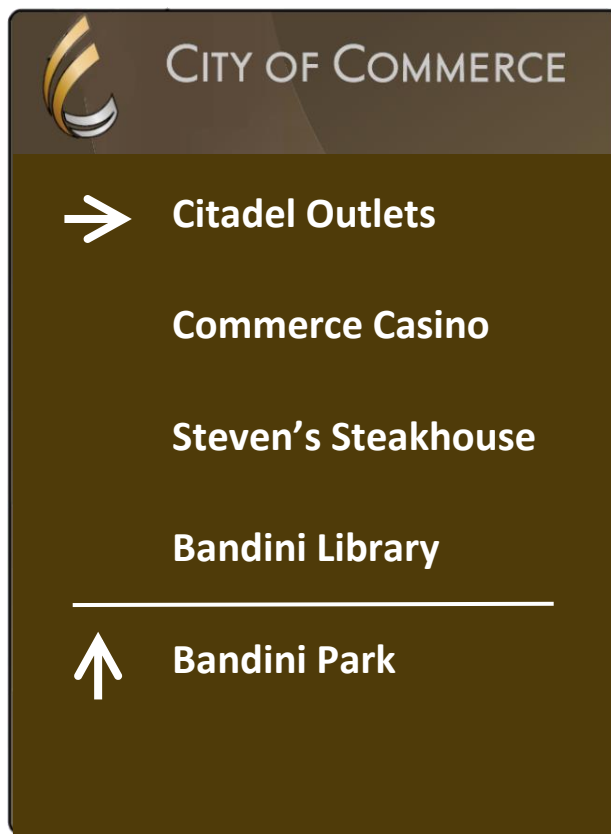 CITY OF COMMERCE
Citadel Outlets
Commerce Casino
Steven’s Steakhouse
Bandini Library
Bandini Park